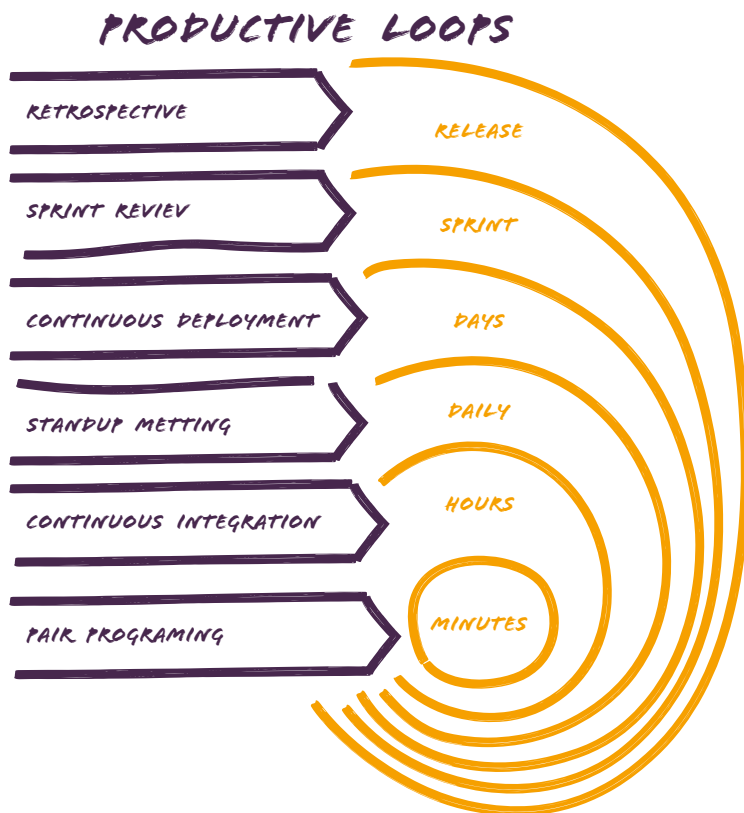 PRODUCTIVE LOOPS
RETROSPECTIVE
RELEASE
SPRINT REVIEV
SPRINT
CONTINUOUS DEPLOYMENT
DAYS
STANDUP METTING
DAILY
CONTINUOUS INTEGRATION
HOURS
PAIR PROGRAMING
MINUTES